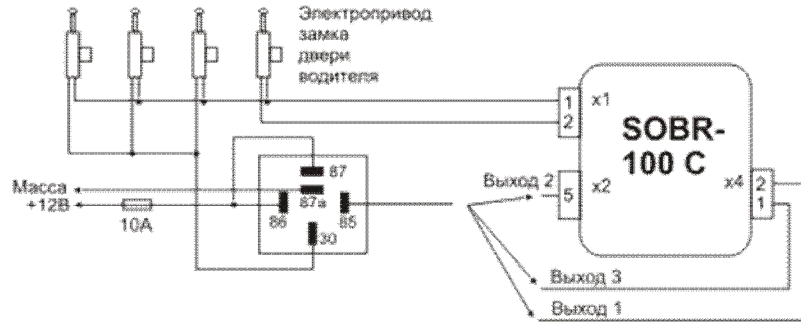 Электропривод
замка
двери
водителя
1 x1
2
SOBR-
100 C
Выход 2
5 x2
x4 2
1
87
Масса
87а
+12В
10А
86
85
30
Выход 3
Выход 1